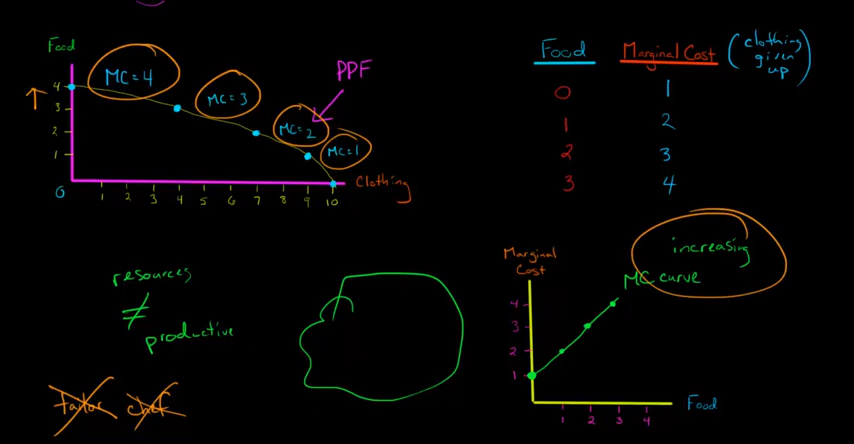 Food
4
3
2
1
0
MC=4
MC=3
MC=2
MC=1
PPF
1 2 3 4 5 6 7 8 9 10
Clothing
Food Marginal Cost (clothing given up)
0 1
1 2
2 3
3 4
resources
≠
productive
tailor chef
Marginal
Cost
4
3
2
1
increasing
MC curve
1 2 3 4
Food